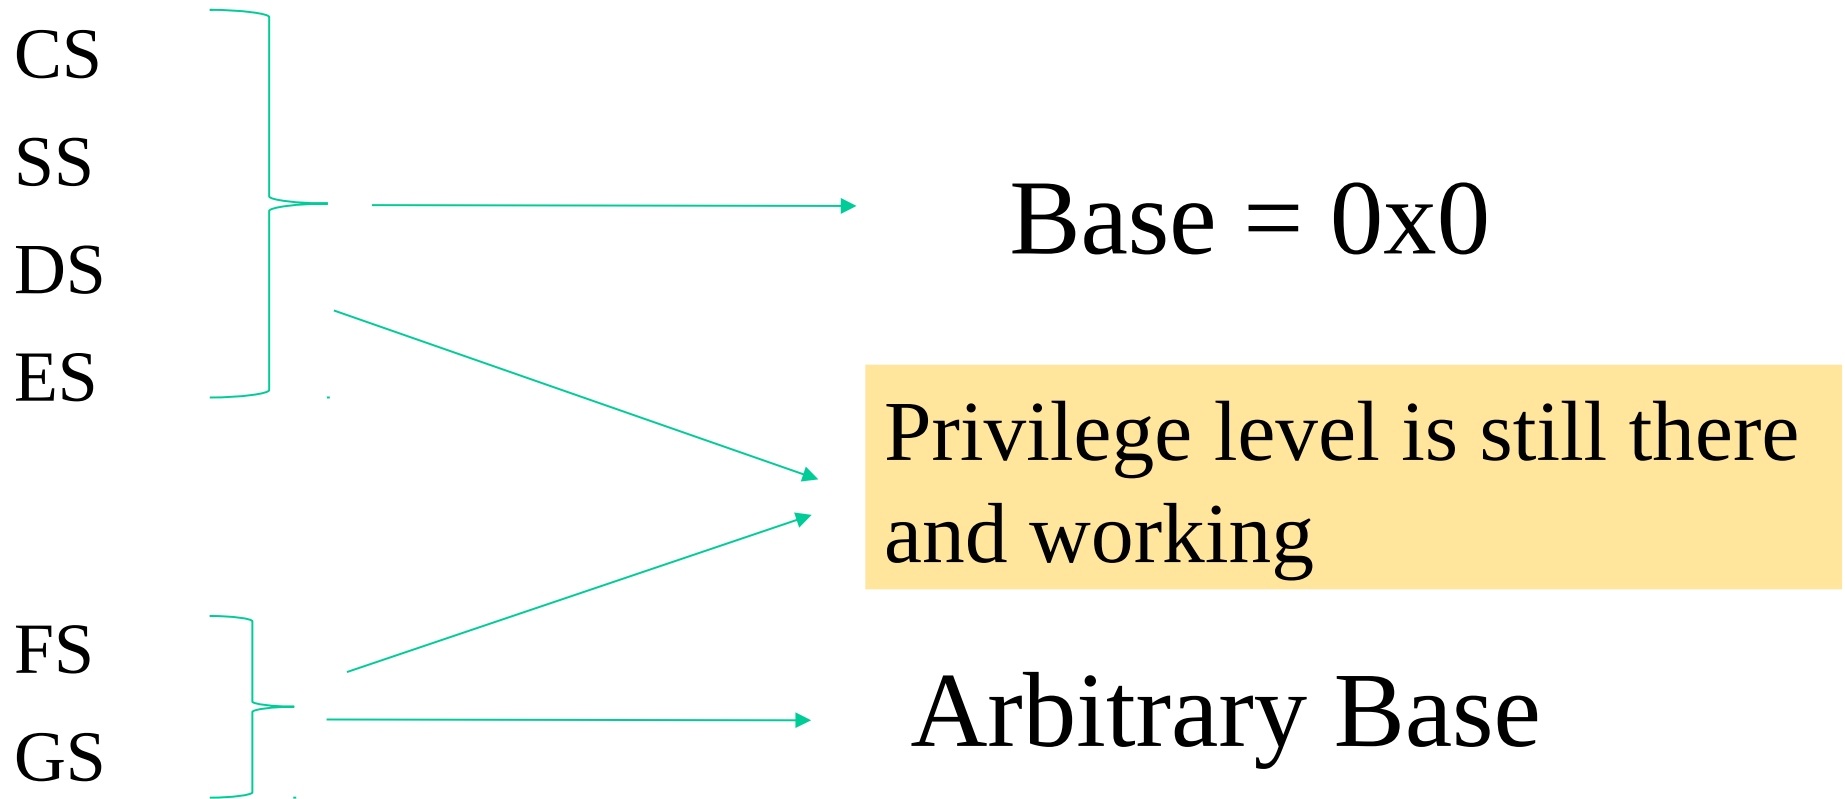 CS
SS
DS
ES
FS
GS
Base = 0x0
Privilege level is still there
and working
Arbitrary Base